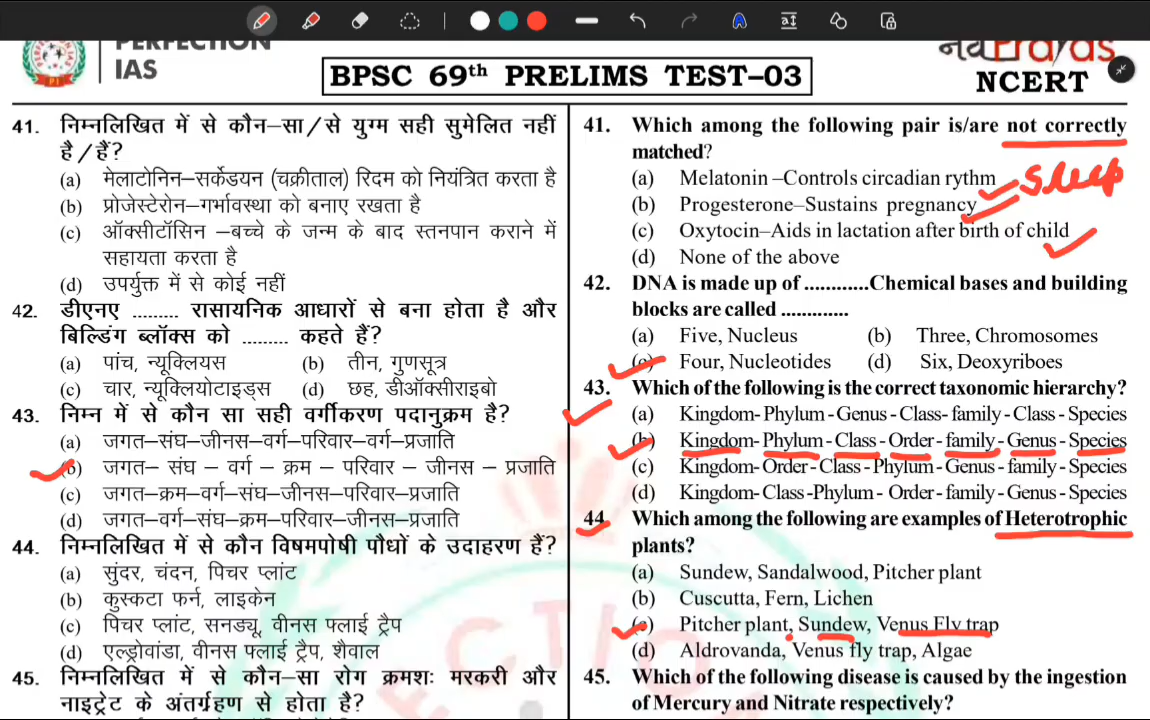 PERFECTION
IAS
BPSC 69th PRELIMS TEST–03
NCERT
41. निम्नलिखित में से कौन–सा/से युग्म सही सुमेलित नहीं
है/हैं?
(a) मेलाटोनिन–सर्केडयन (चक्रीताल) रिदम को नियंत्रित करता है
(b) प्रोजेस्टेरोन–गर्भावस्था को बनाए रखता है
(c) ऑक्सीटॉसिन –बच्चे के जन्म के बाद स्तनपान कराने में
सहायता करता है
(d) उपर्युक्त में से कोई नहीं
42. डीएनए ......... रासायनिक आधारों से बना होता है और
बिल्डिंग ब्लॉक्स को ......... कहते हैं?
(a) पांच, न्यूक्लियस (b) तीन, गुणसूत्र
(c) चार, न्यूक्लियोटाइड्स (d) छह, डीऑक्सीराइबो
43. निम्न में से कौन सा सही वर्गीकरण पदानुक्रम है?
(a) जगत–संघ–जीनस–वर्ग–परिवार–वर्ग–प्रजाति
(b) जगत– संघ – वर्ग – क्रम – परिवार – जीनस – प्रजाति
(c) जगत–क्रम–वर्ग–संघ–जीनस–परिवार–प्रजाति
(d) जगत–वर्ग–संघ–क्रम–परिवार–जीनस–प्रजाति
44. निम्नलिखित में से कौन विषमपोषी पौधों के उदाहरण हैं?
(a) सुंदर, चंदन, पिचर प्लांट
(b) कुस्कटा फर्न, लाइकेन
(c) पिचर प्लांट, सनड्यू, वीनस फ्लाई ट्रैप
(d) एल्ड्रोवांडा, वीनस फ्लाई ट्रैप, शैवाल
45. निम्नलिखित में से कौन–सा रोग क्रमशः मरकरी और
नाइट्रेट के अंतर्ग्रहण से होता है?
41. Which among the following pair is/are not correctly
matched?
(a) Melatonin –Controls circadian rythm Sleep
(b) Progesterone–Sustains pregnancy
(c) Oxytocin–Aids in lactation after birth of child
(d) None of the above
42. DNA is made up of ............Chemical bases and building
blocks are called .............
(a) Five, Nucleus (b) Three, Chromosomes
(c) Four, Nucleotides (d) Six, Deoxyriboes
43. Which of the following is the correct taxonomic hierarchy?
(a) Kingdom- Phylum - Genus - Class- family - Class - Species
(b) Kingdom- Phylum - Class - Order - family - Genus - Species
(c) Kingdom- Order - Class - Phylum - Genus - family - Species
(d) Kingdom- Class -Phylum - Order - family - Genus - Species
44 Which among the following are examples of Heterotrophic
plants?
(a) Sundew, Sandalwood, Pitcher plant
(b) Cuscutta, Fern, Lichen
(c) Pitcher plant, Sundew, Venus Fly trap
(d) Aldrovanda, Venus fly trap, Algae
45. Which of the following disease is caused by the ingestion
of Mercury and Nitrate respectively?